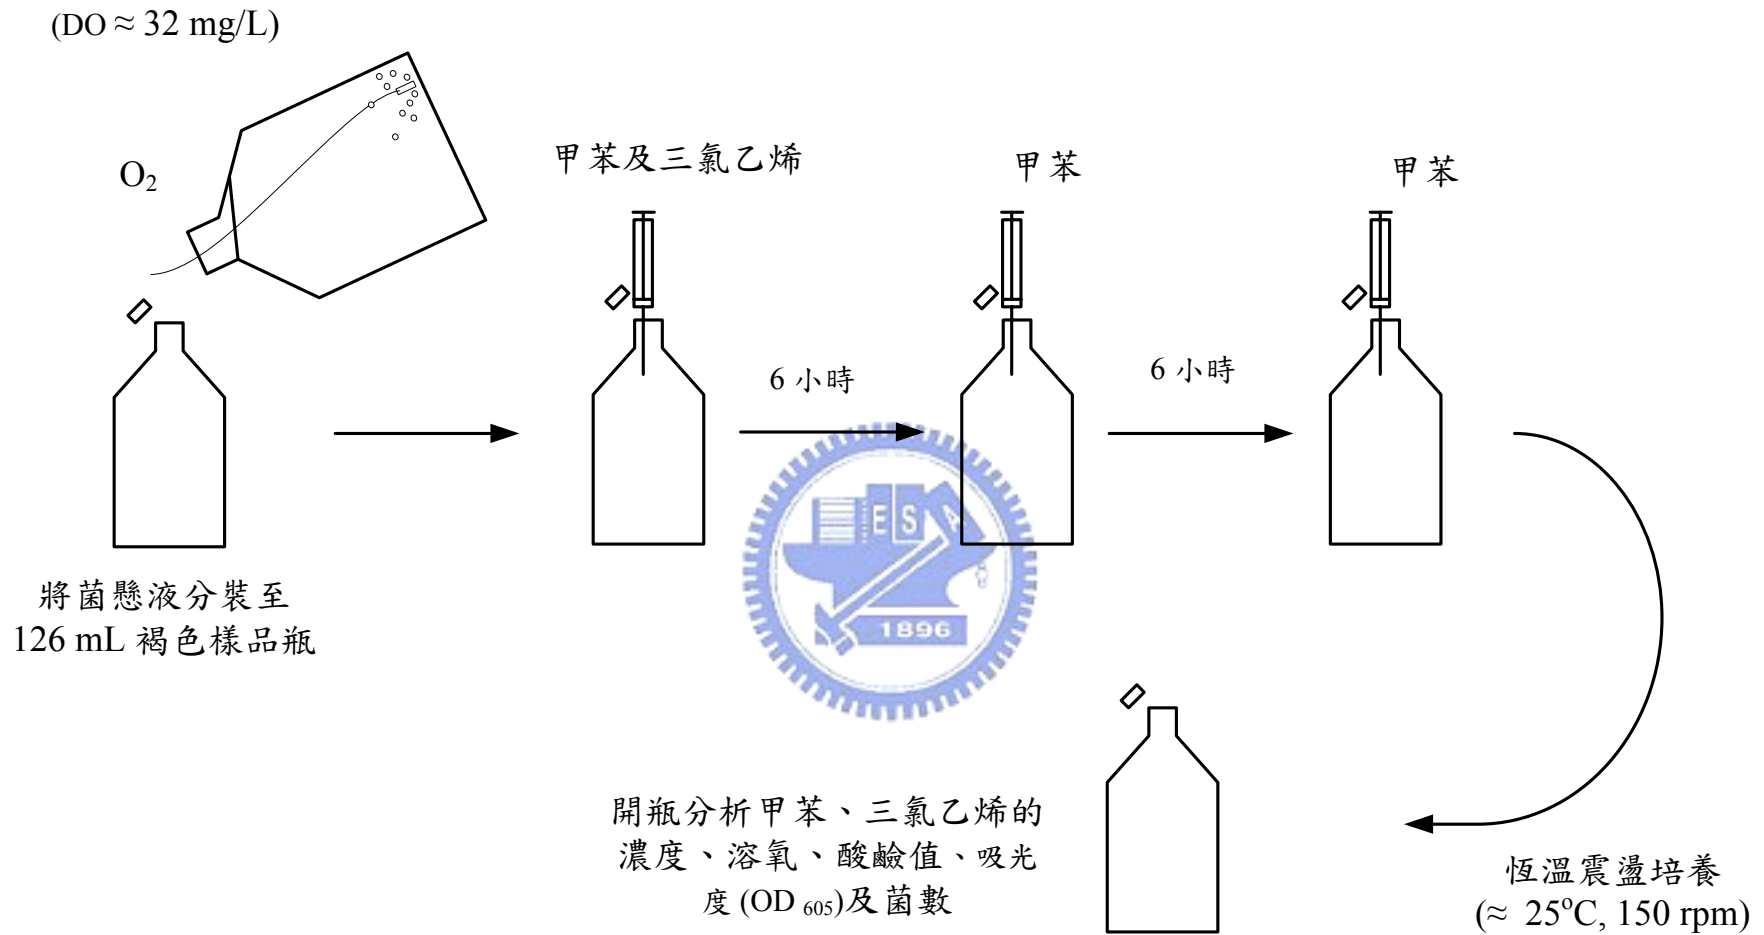 (DO ≈ 32 mg/L)
O₂
甲苯及三氯乙烯
甲苯
甲苯
6 小時
6 小時
將菌懸液分裝至
126 mL 褐色樣品瓶
E S A
1896
開瓶分析甲苯、三氯乙烯的
濃度、溶氧、酸鹼值、吸光
度 (OD ₆₀₅)及菌數
恆溫震盪培養
(≈ 25°C, 150 rpm)